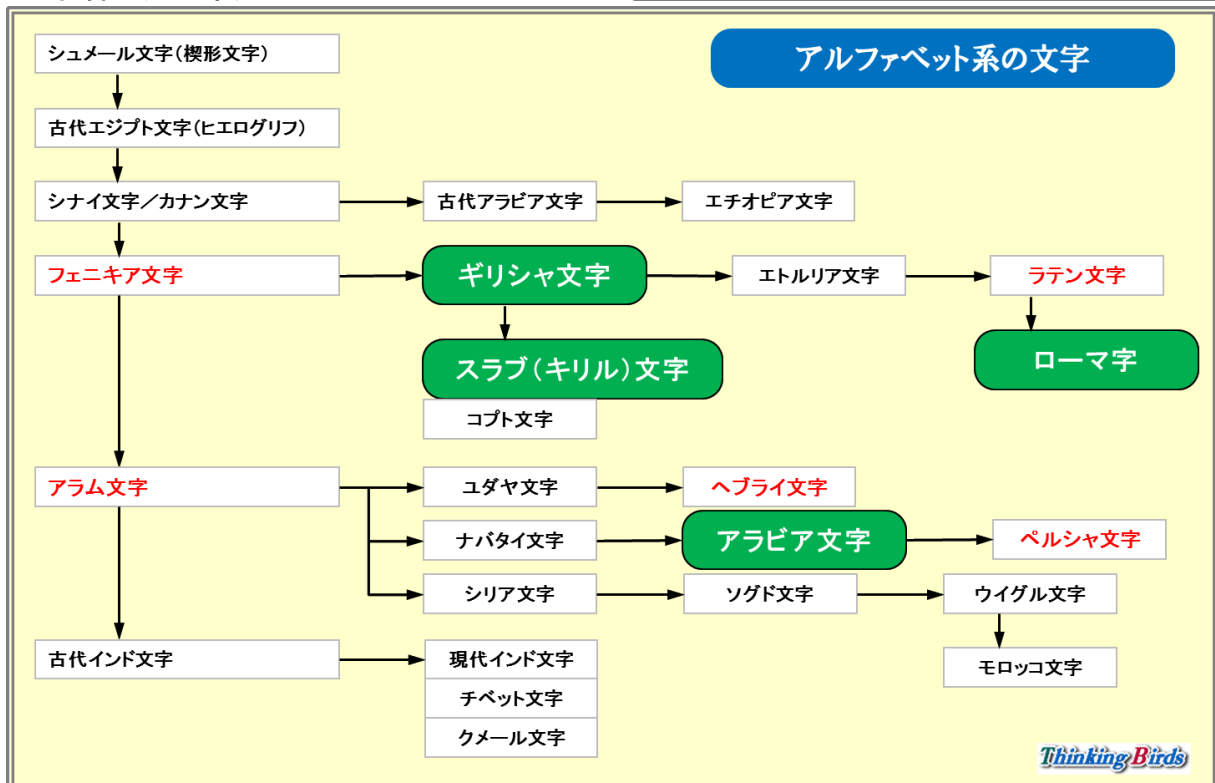 アルファベット系の文字
シュメール文字(楔形文字)
古代エジプト文字(ヒエログリフ)
シナイ文字/カナン文字
古代アラビア文字
エチオピア文字
フェニキア文字
ギリシャ文字
エトルリア文字
ラテン文字
スラブ(キリル)文字
ローマ字
コプト文字
アラム文字
ユダヤ文字
ヘブライ文字
ナバタイ文字
アラビア文字
ペルシャ文字
シリア文字
ソグド文字
ウイグル文字
古代インド文字
現代インド文字
モロッコ文字
チベット文字
クメール文字
Thinking Birds